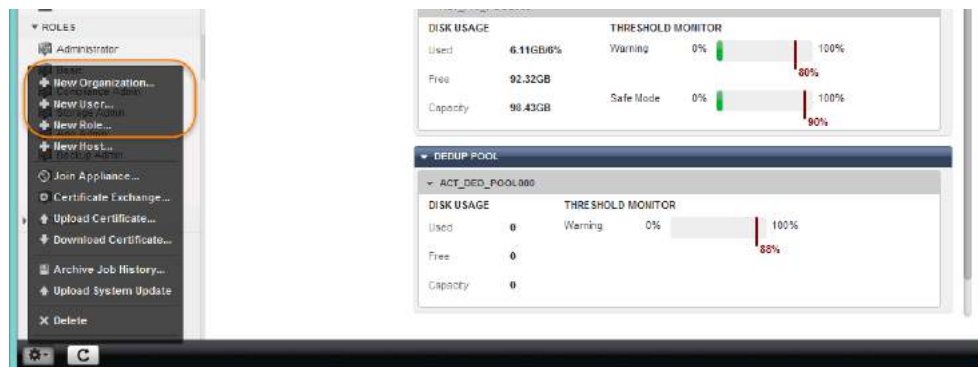 ROLES
Administrator
New Organization...
New User...
New Role...
New Host...
Join Appliance...
Certificate Exchange...
Upload Certificate...
Download Certificate...
Archive Job History...
Upload System Update
Delete
DISK USAGE THRESHOLD MONITOR
Used 6.11GB/6% Warning 0% 100%
80%
Free 92.32GB
Safe Mode 0% 100%
Capacity 98.43GB
90%
DEDUP POOL
ACT_DED_POOL000
DISK USAGE THRESHOLD MONITOR
Used 0 Warning 0% 100%
88%
Free 0
Capacity 0